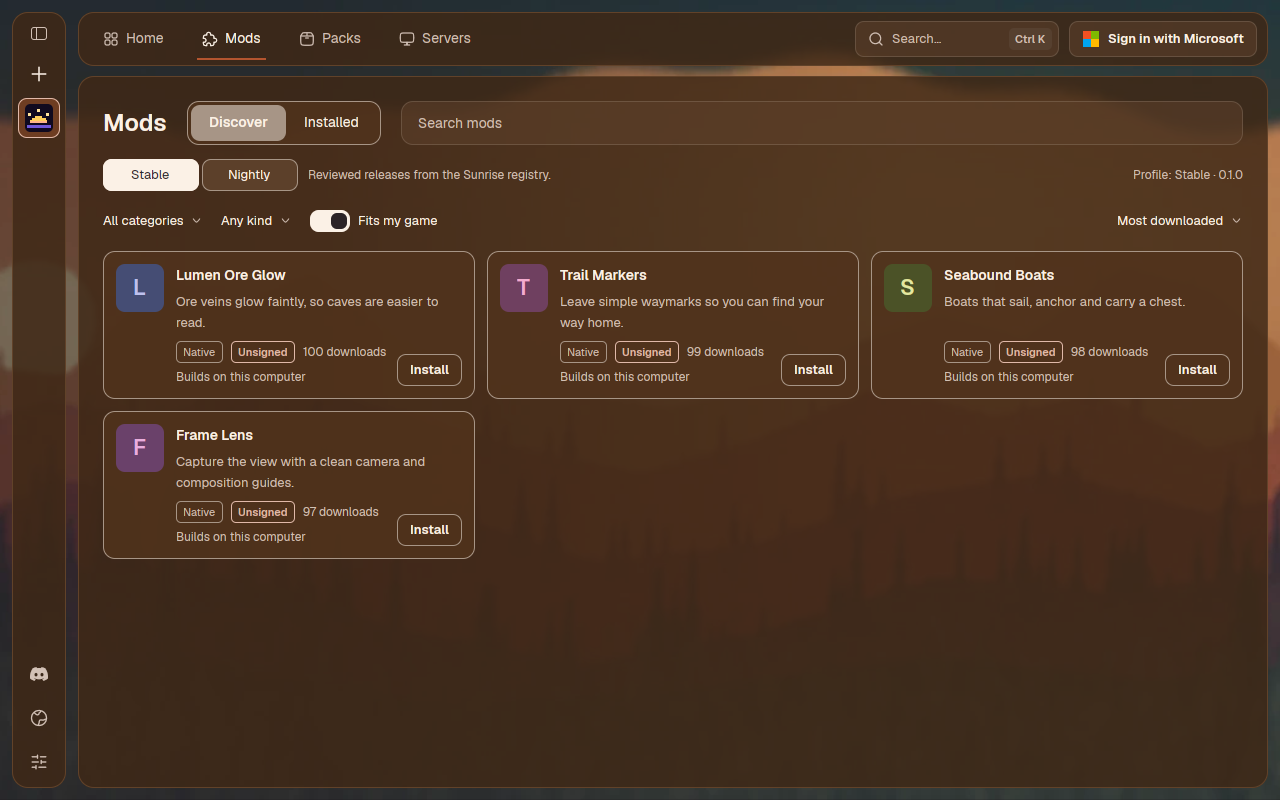 Home
Mods
Packs
Servers
Search...
Ctrl K
Sign in with Microsoft
Mods
Discover
Installed
Search mods
Stable
Nightly
Reviewed releases from the Sunrise registry.
Profile: Stable · 0.1.0
All categories
Any kind
Fits my game
Most downloaded
L
Lumen Ore Glow
Ore veins glow faintly, so caves are easier to
read.
Native
Unsigned
100 downloads
Builds on this computer
Install
T
Trail Markers
Leave simple waymarks so you can find your
way home.
Native
Unsigned
99 downloads
Builds on this computer
Install
S
Seabound Boats
Boats that sail, anchor and carry a chest.
Native
Unsigned
98 downloads
Builds on this computer
Install
F
Frame Lens
Capture the view with a clean camera and
composition guides.
Native
Unsigned
97 downloads
Builds on this computer
Install